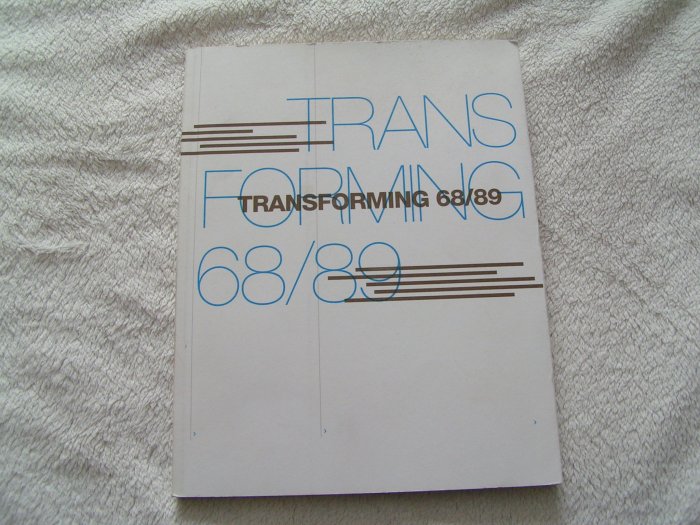 TRANS
FORMING
TRANSFORMING 68/89
68/89